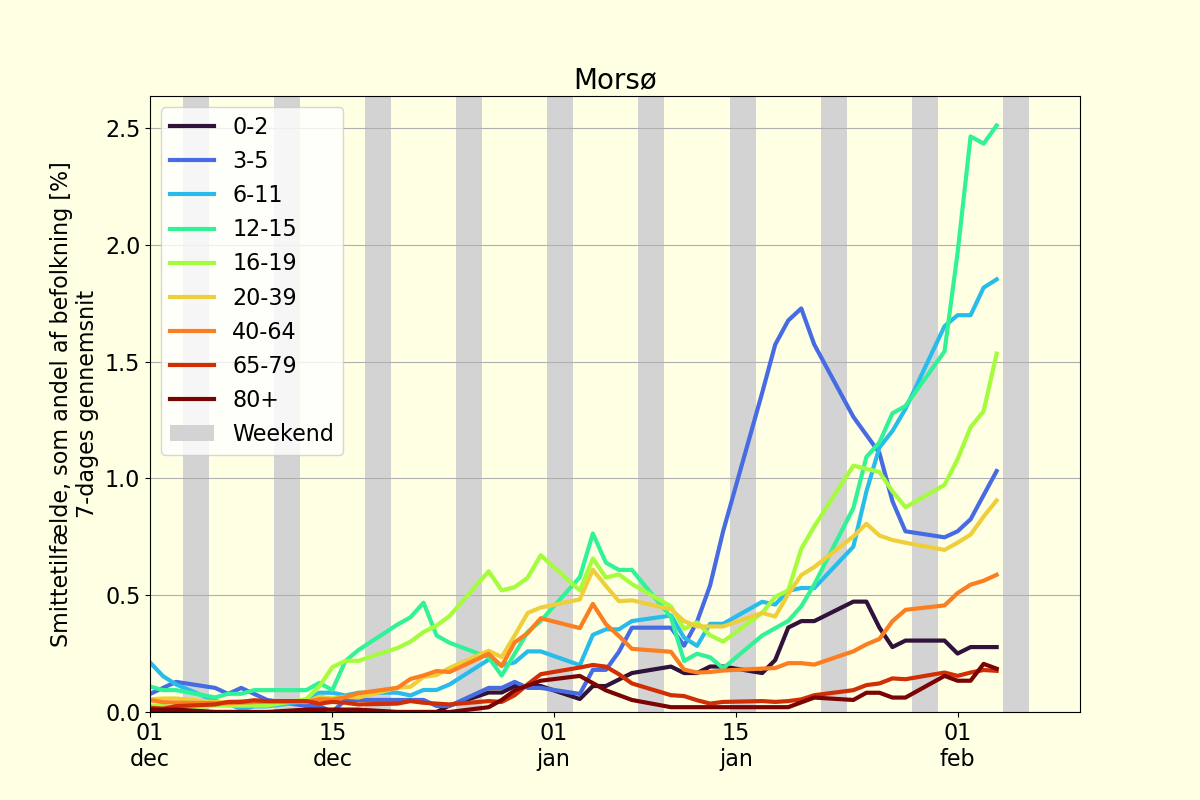 Morsø
Smittetilfælde, som andel af befolkning [%]
7-dages gennemsnit
2.5
2.0
1.5
1.0
0.5
0.0
0-2
3-5
6-11
12-15
16-19
20-39
40-64
65-79
80+
Weekend
01 15 01 15 01
dec dec jan jan feb